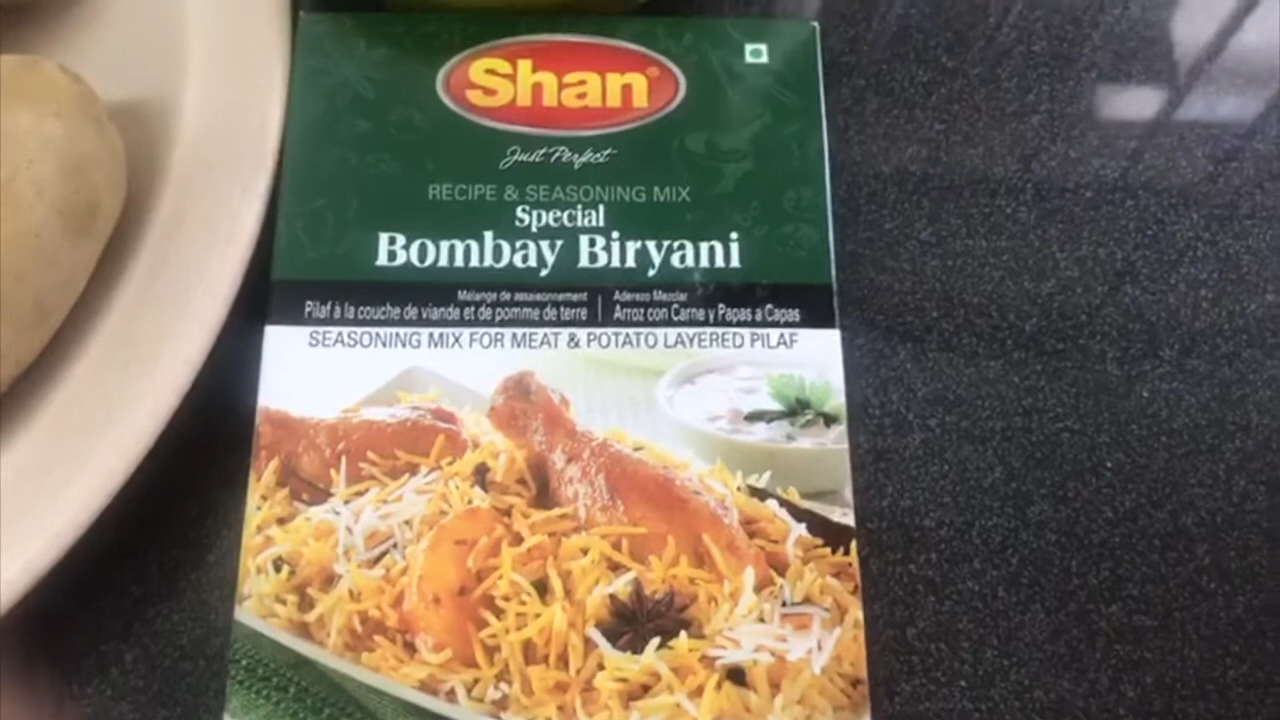 Shan®
Just Perfect
RECIPE & SEASONING MIX
Special
Bombay Biryani
Mélange de assaisonnement
Pilaf à la couche de viande et de pomme de terre
Aderezo Mezclar
Arroz con Carne y Papas a Capas
SEASONING MIX FOR MEAT & POTATO LAYERED PILAF